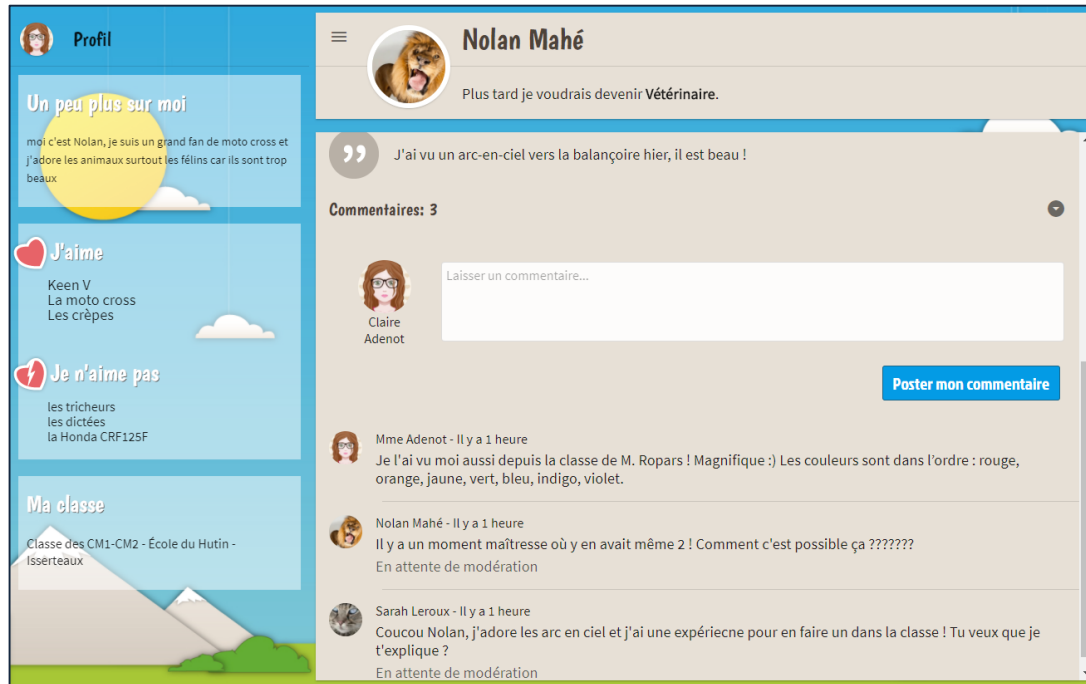 Profil
Un peu plus sur moi
moi c'est Nolan, je suis un grand fan de moto cross et
j'adore les animaux surtout les félins car ils sont trop
beaux
J'aime
Keen V
La moto cross
Les crèpes
Je n'aime pas
les tricheurs
les dictées
la Honda CRF125F
Ma classe
Classe des CM1-CM2 - École du Hutin -
Isserteaux
Nolan Mahé
Plus tard je voudrais devenir Vétérinaire.
J'ai vu un arc-en-ciel vers la balançoire hier, il est beau !
Commentaires: 3
Claire
Adenot
Laisser un commentaire...
Poster mon commentaire
Mme Adenot - Il y a 1 heure
Je l'ai vu moi aussi depuis la classe de M. Ropars ! Magnifique :) Les couleurs sont dans l'ordre : rouge,
orange, jaune, vert, bleu, indigo, violet.
Nolan Mahé - Il y a 1 heure
Il y a un moment maîtresse où y en avait même 2 ! Comment c'est possible ça ???????
En attente de modération
Sarah Leroux - Il y a 1 heure
Coucou Nolan, j'adore les arc en ciel et j'ai une expériecne pour en faire un dans la classe ! Tu veux que je
t'explique ?
En attente de modération